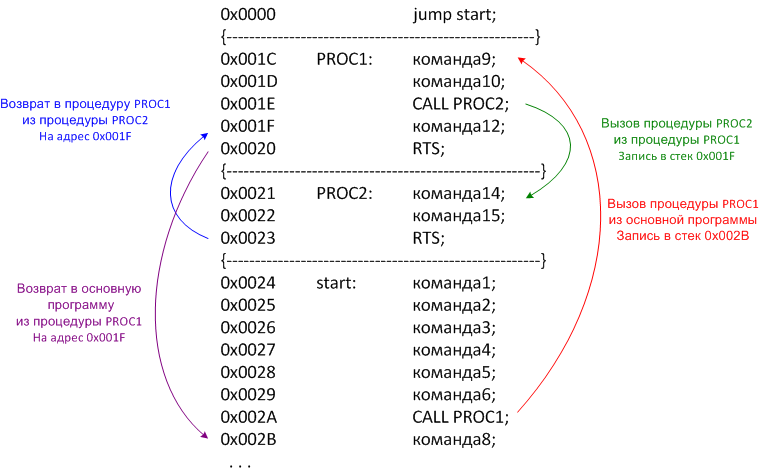 0x0000 jump start;
{-------------------------------------------------------}
0x001C PROC1: команда9;
0x001D команда10;
0x001E CALL PROC2;
0x001F команда12;
0x0020 RTS;
{--------------------------------------------------------}
0x0021 PROC2: команда14;
0x0022 команда15;
0x0023 RTS;
{--------------------------------------------------------}
0x0024 start: команда1;
0x0025 команда2;
0x0026 команда3;
0x0027 команда4;
0x0028 команда5;
0x0029 команда6;
0x002A CALL PROC1;
0x002B команда8;
. . .
Возврат в процедуру PROC1
из процедуры PROC2
На адрес 0x001F
Возврат в основную
программу
из процедуры PROC1
На адрес 0x001F
Вызов процедуры PROC2
из процедуры PROC1
Запись в стек 0x001F
Вызов процедуры PROC1
из основной программы
Запись в стек 0x002B